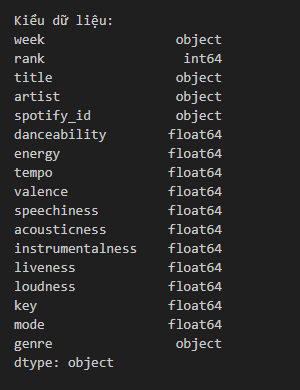 Kiểu dữ liệu:
week                 object
rank                  int64
title                object
artist               object
spotify_id           object
danceability        float64
energy              float64
tempo               float64
valence             float64
speechiness         float64
acousticness        float64
instrumentalness    float64
liveness            float64
loudness            float64
key                 float64
mode                float64
genre                object
dtype: object